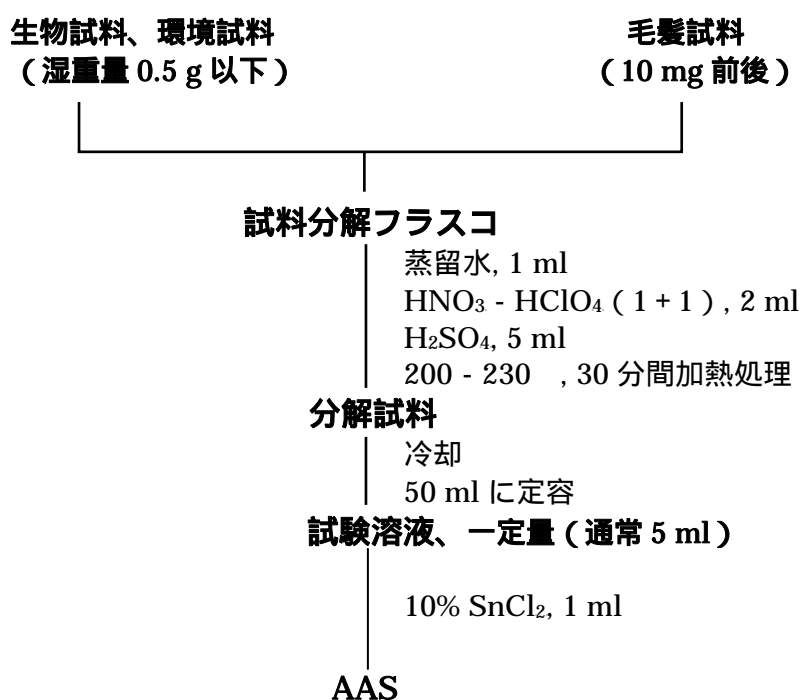 生物試料、環境試料
（湿重量 0.5 g 以下）
毛髪試料
（10 mg 前後）
試料分解フラスコ
蒸留水, 1 ml
HNO₃ - HClO₄ ( 1 + 1 ) , 2 ml
H₂SO₄, 5 ml
200 - 230 , 30 分間加熱処理
分解試料
冷却
50 ml に定容
試験溶液、一定量（通常 5 ml）
10% SnCl₂, 1 ml
AAS